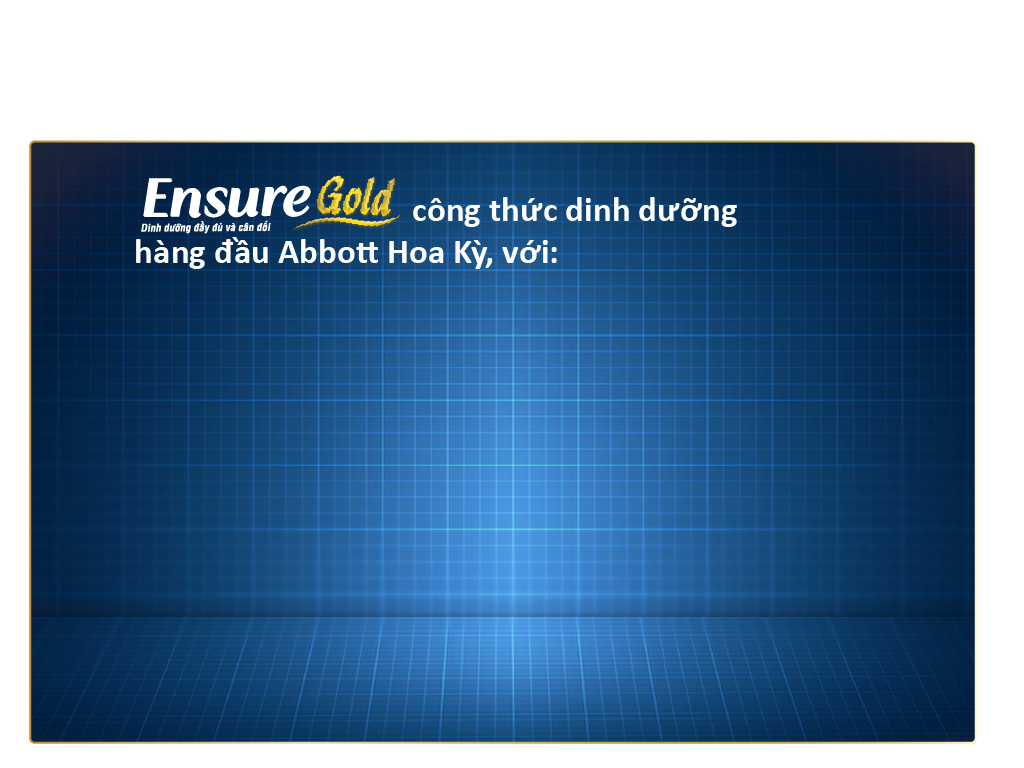 Ensure Gold công thức dinh dưỡng
Dinh dưỡng đầy đủ và cân đối
hàng đầu Abbott Hoa Kỳ, với: